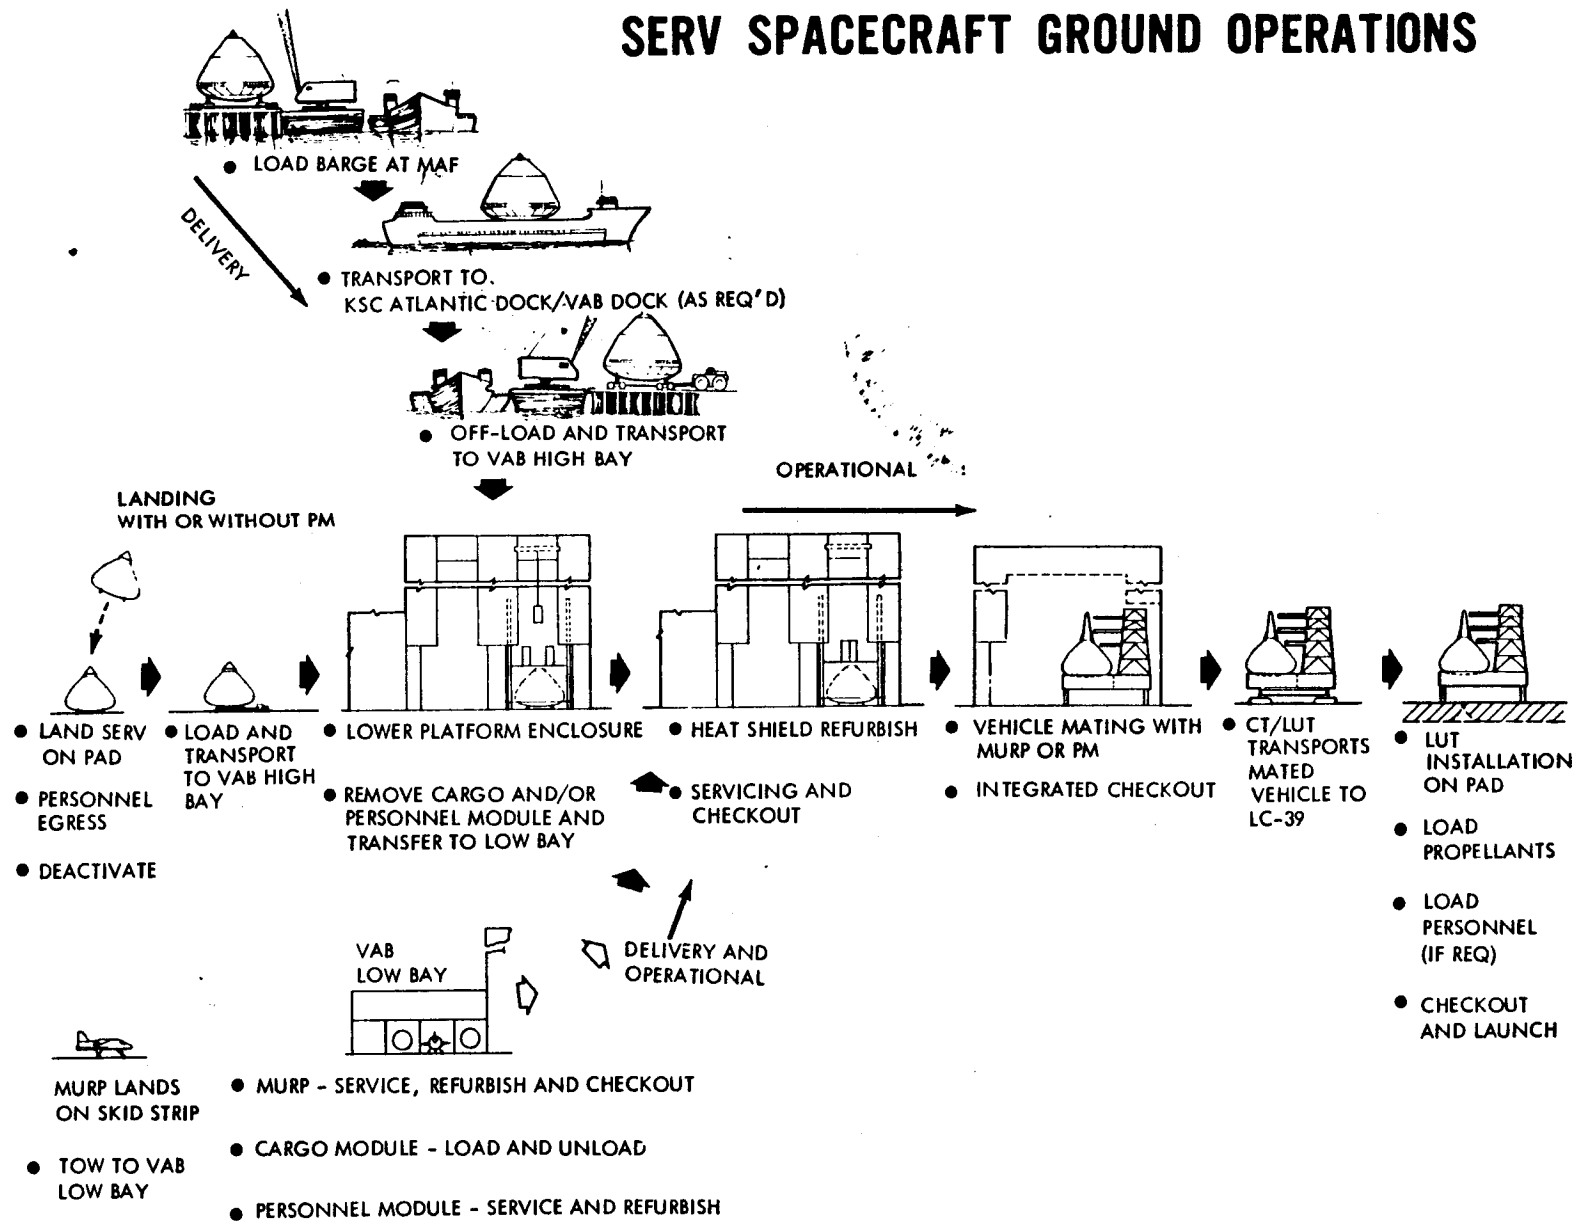 SERV SPACECRAFT GROUND OPERATIONS
● LOAD BARGE AT MAF
DELIVERY
● TRANSPORT TO.
KSC ATLANTIC DOCK/VAB DOCK (AS REQ'D)
● OFF-LOAD AND TRANSPORT
TO VAB HIGH BAY
OPERATIONAL
LANDING
WITH OR WITHOUT PM
● LAND SERV
ON PAD
● PERSONNEL
EGRESS
● DEACTIVATE
● LOAD AND
TRANSPORT
TO VAB HIGH
BAY
● LOWER PLATFORM ENCLOSURE
● REMOVE CARGO AND/OR
PERSONNEL MODULE AND
TRANSFER TO LOW BAY
● HEAT SHIELD REFURBISH
● SERVICING AND
CHECKOUT
● VEHICLE MATING WITH
MURP OR PM
● INTEGRATED CHECKOUT
● CT/LUT
TRANSPORTS
MATED
VEHICLE TO
LC-39
● LUT
INSTALLATION
ON PAD
● LOAD
PROPELLANTS
● LOAD
PERSONNEL
(IF REQ)
● CHECKOUT
AND LAUNCH
VAB
LOW BAY
DELIVERY AND
OPERATIONAL
MURP LANDS
ON SKID STRIP
● TOW TO VAB
LOW BAY
● MURP - SERVICE, REFURBISH AND CHECKOUT
● CARGO MODULE - LOAD AND UNLOAD
● PERSONNEL MODULE - SERVICE AND REFURBISH